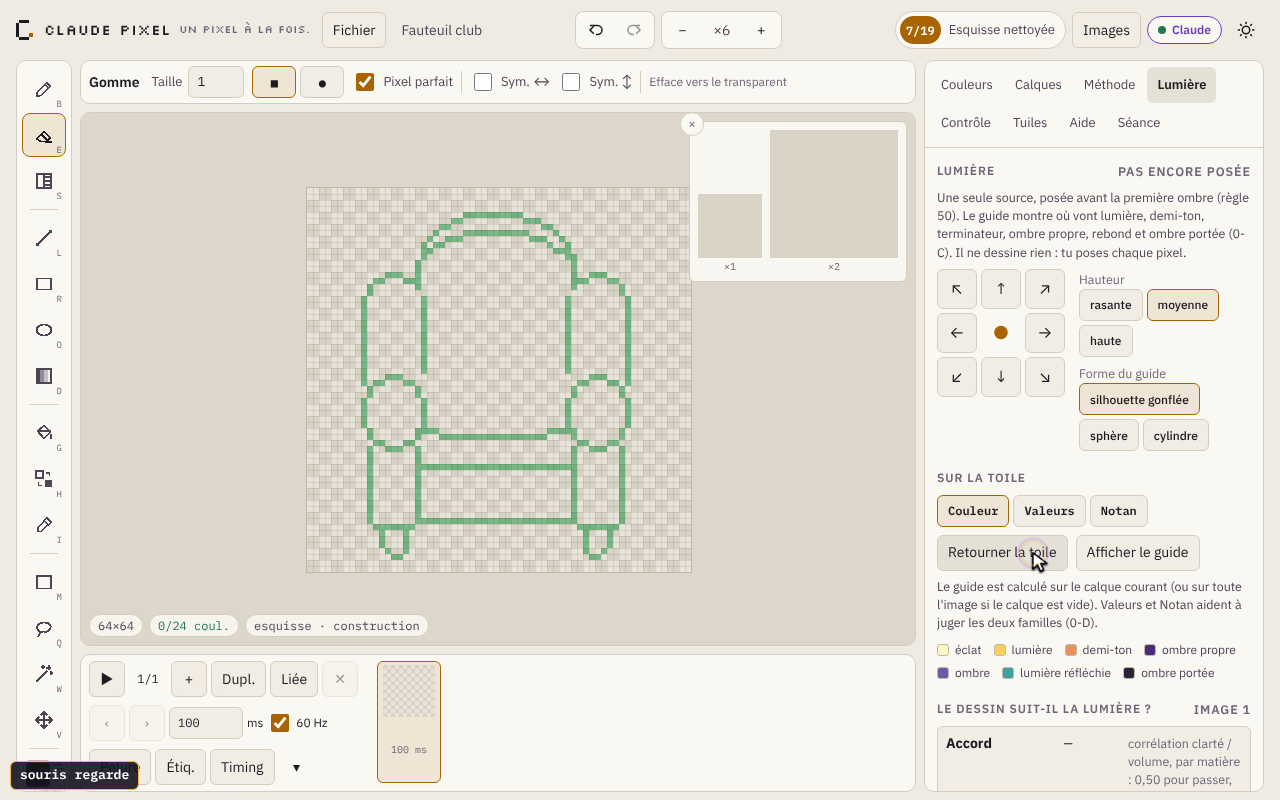 CLAUDE PIXEL UN PIXEL À LA FOIS. Fichier Fauteuil club − ×6 + 7/19 Esquisse nettoyée Images Claude
Gomme Taille 1 Pixel parfait Sym. ↔ Sym. ↕ Efface vers le transparent
B
E
S
L
R
O
D
G
H
I
M
Q
W
V
×
×1 ×2
64×64 0/24 coul. esquisse · construction
1/1 + Dupl. Liée ✕
‹ › 100 ms 60 Hz
Étiq. Timing ▼
100 ms
souris regarde
Couleurs Calques Méthode Lumière
Contrôle Tuiles Aide Séance
LUMIÈRE PAS ENCORE POSÉE
Une seule source, posée avant la première ombre (règle
50). Le guide montre où vont lumière, demi-ton,
terminateur, ombre propre, rebond et ombre portée (0-
C). Il ne dessine rien : tu poses chaque pixel.
↖ ↑ ↗
← →
↙ ↓ ↘
Hauteur
rasante moyenne
haute
Forme du guide
silhouette gonflée
sphère cylindre
SUR LA TOILE
Couleur Valeurs Notan
Retourner la toile Afficher le guide
Le guide est calculé sur le calque courant (ou sur toute
l'image si le calque est vide). Valeurs et Notan aident à
juger les deux familles (0-D).
éclat lumière demi-ton ombre propre
ombre lumière réfléchie ombre portée
LE DESSIN SUIT-IL LA LUMIÈRE ? IMAGE 1
Accord — corrélation clarté /
volume, par matière
: 0,50 pour passer,